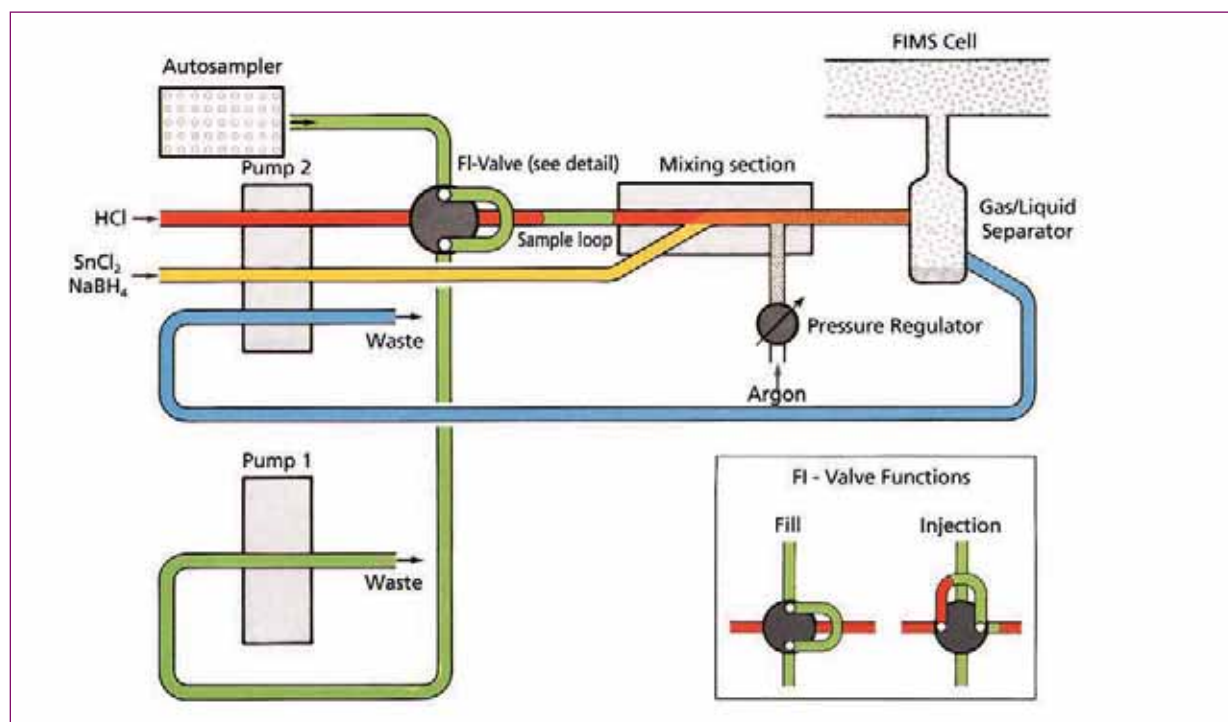 FIMS Cell
Autosampler
Pump 2
FI-Valve (see detail)
Mixing section
HCl
Sample loop
Gas/Liquid
Separator
SnCl₂
NaBH₄
Waste
Pressure Regulator
Argon
Pump 1
Waste
FI - Valve Functions
Fill
Injection